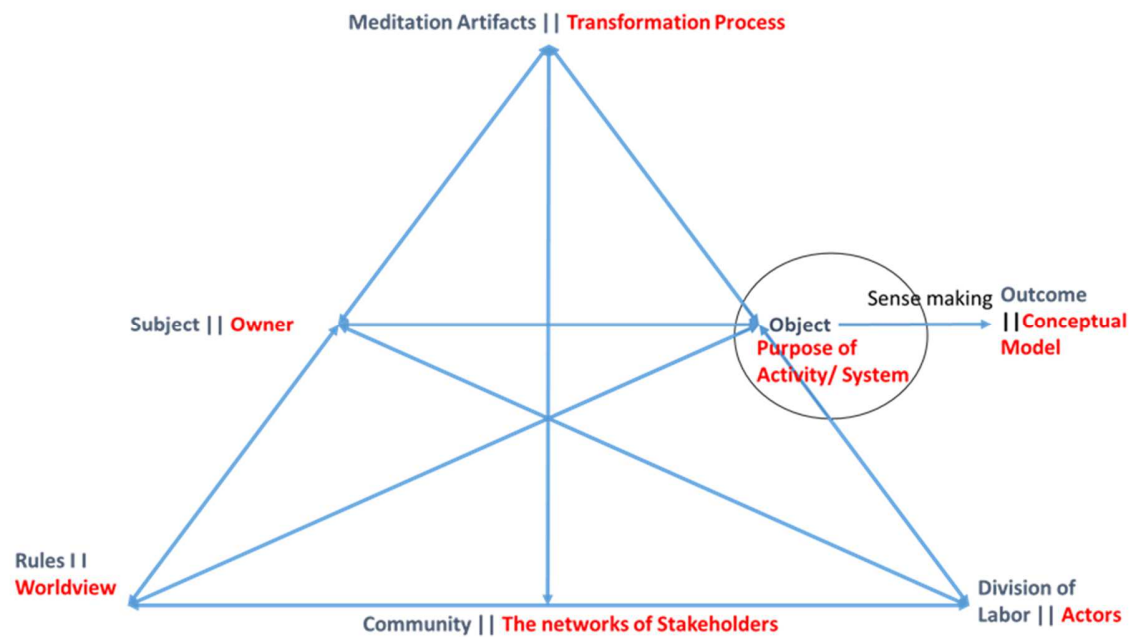 Meditation Artifacts || Transformation Process
Sense making
Outcome
||Conceptual
Model
Subject || Owner
Object
Purpose of
Activity/ System
Rules I I
Worldview
Division of
Labor || Actors
Community || The networks of Stakeholders